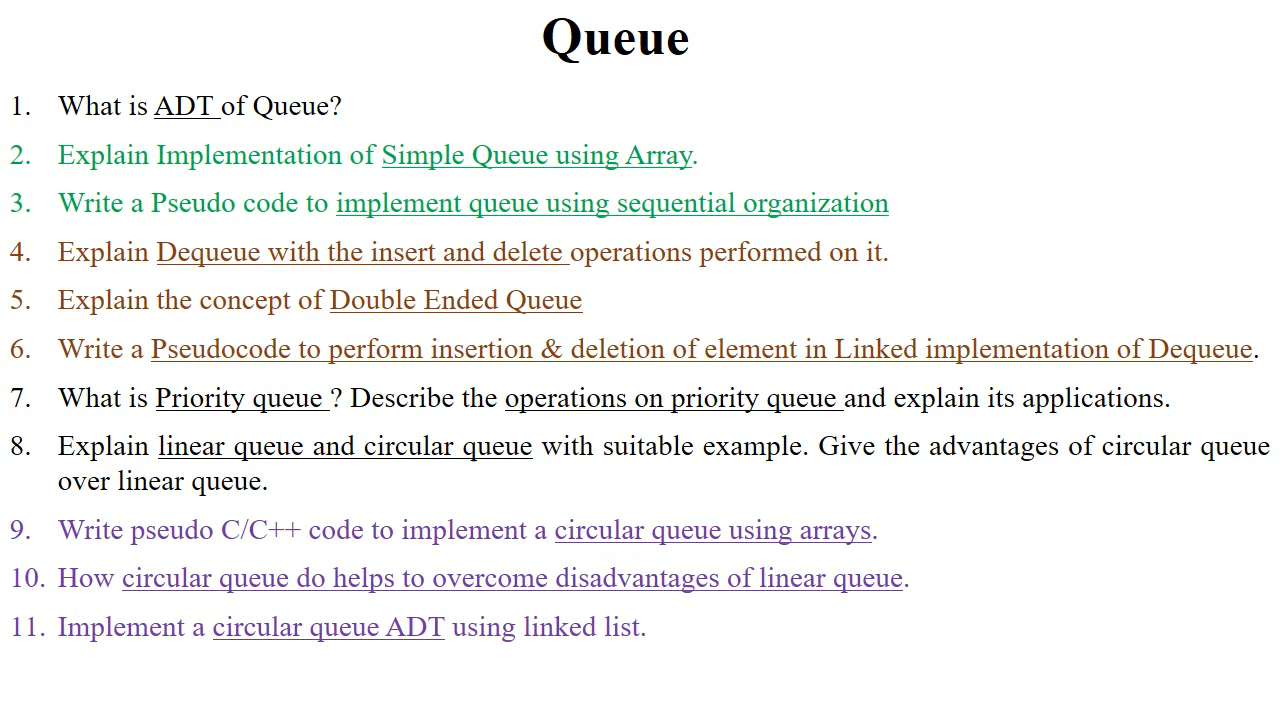 Queue
1. What is ADT of Queue?
2. Explain Implementation of Simple Queue using Array.
3. Write a Pseudo code to implement queue using sequential organization
4. Explain Dequeue with the insert and delete operations performed on it.
5. Explain the concept of Double Ended Queue
6. Write a Pseudocode to perform insertion & deletion of element in Linked implementation of Dequeue.
7. What is Priority queue ? Describe the operations on priority queue and explain its applications.
8. Explain linear queue and circular queue with suitable example. Give the advantages of circular queue
over linear queue.
9. Write pseudo C/C++ code to implement a circular queue using arrays.
10. How circular queue do helps to overcome disadvantages of linear queue.
11. Implement a circular queue ADT using linked list.